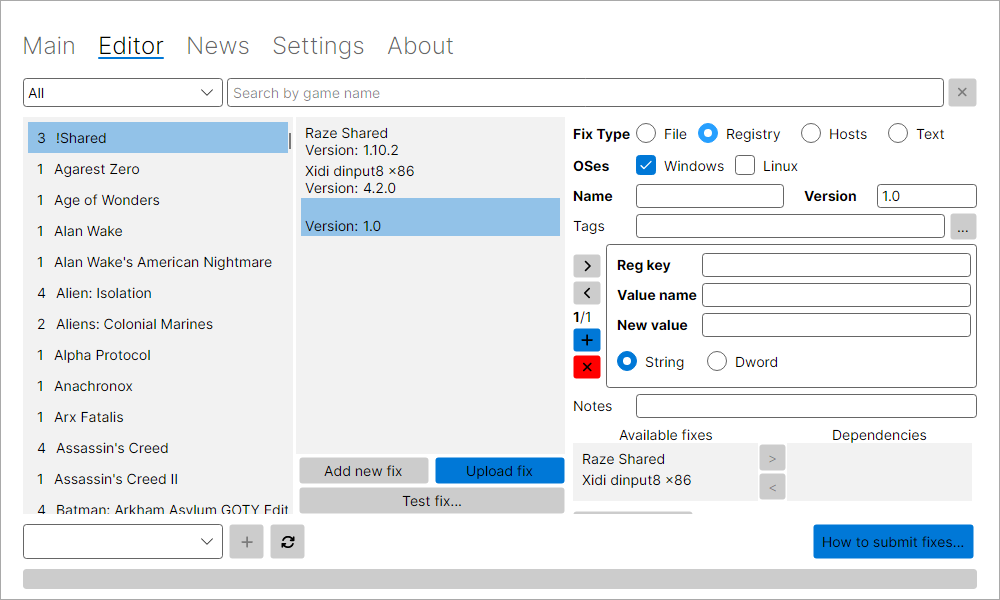 Main Editor News Settings About
All
Search by game name
3 !Shared
1 Agarest Zero
1 Age of Wonders
1 Alan Wake
1 Alan Wake's American Nightmare
4 Alien: Isolation
2 Aliens: Colonial Marines
1 Alpha Protocol
1 Anachronox
1 Arx Fatalis
4 Assassin's Creed
1 Assassin's Creed II
4 Batman: Arkham Asylum GOTY Edit
Raze Shared
Version: 1.10.2
Xidi dinput8 ×86
Version: 4.2.0
Version: 1.0
Add new fix Upload fix
Test fix...
Fix Type File Registry Hosts Text
OSes Windows Linux
Name Version 1.0
Tags ...
Reg key
Value name
New value
1/1
String Dword
Notes
Available fixes Dependencies
Raze Shared
Xidi dinput8 ×86
>
<
How to submit fixes...